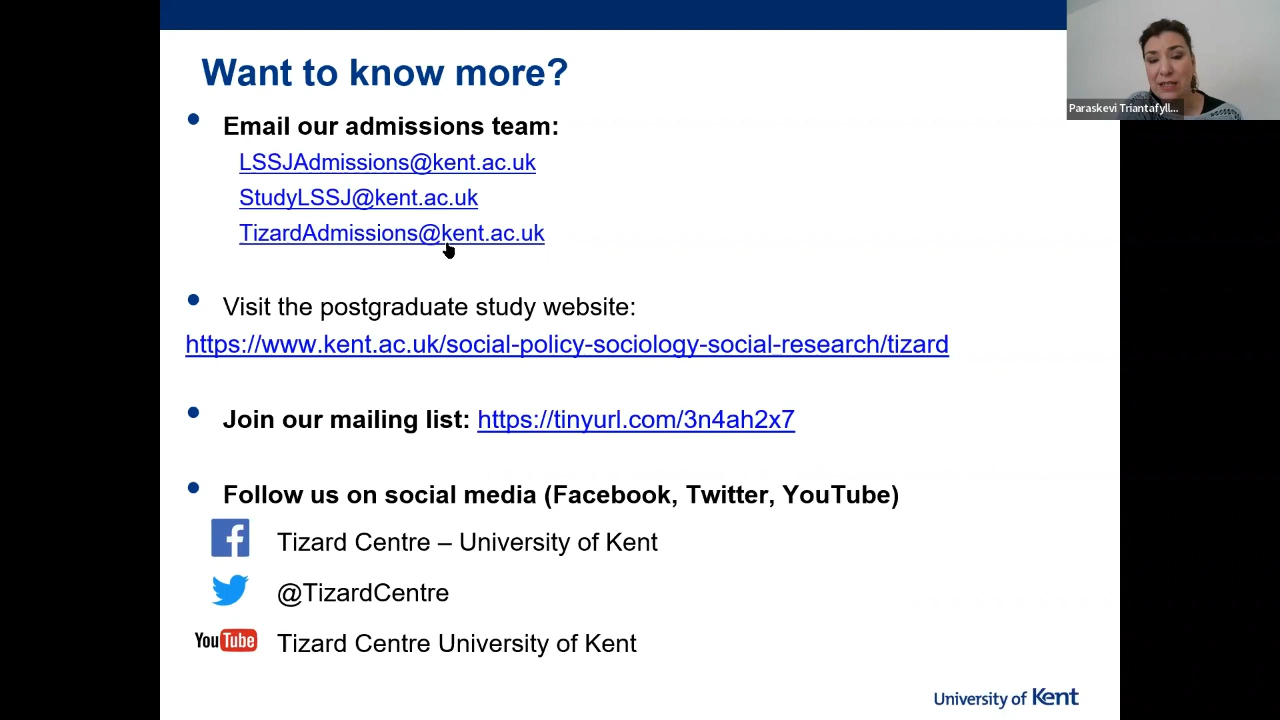 Want to know more?
Paraskevi Triantafyll...
• Email our admissions team:
LSSJAdmissions@kent.ac.uk
StudyLSSJ@kent.ac.uk
TizardAdmissions@kent.ac.uk
• Visit the postgraduate study website:
https://www.kent.ac.uk/social-policy-sociology-social-research/tizard
• Join our mailing list: https://tinyurl.com/3n4ah2x7
• Follow us on social media (Facebook, Twitter, YouTube)
Tizard Centre – University of Kent
@TizardCentre
YouTube Tizard Centre University of Kent
University of Kent